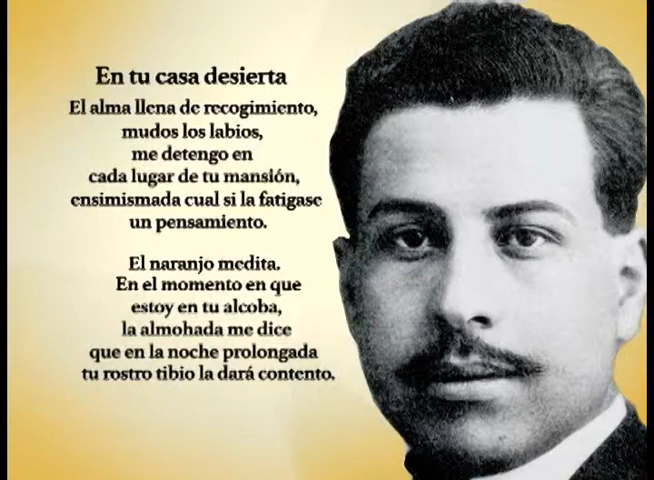 En tu casa desierta
El alma llena de recogimiento,
mudos los labios,
me detengo en
cada lugar de tu mansión,
ensimismada cual si la fatigase
un pensamiento.
El naranjo medita.
En el momento en que
estoy en tu alcoba,
la almohada me dice
que en la noche prolongada
tu rostro tibio la dará contento.